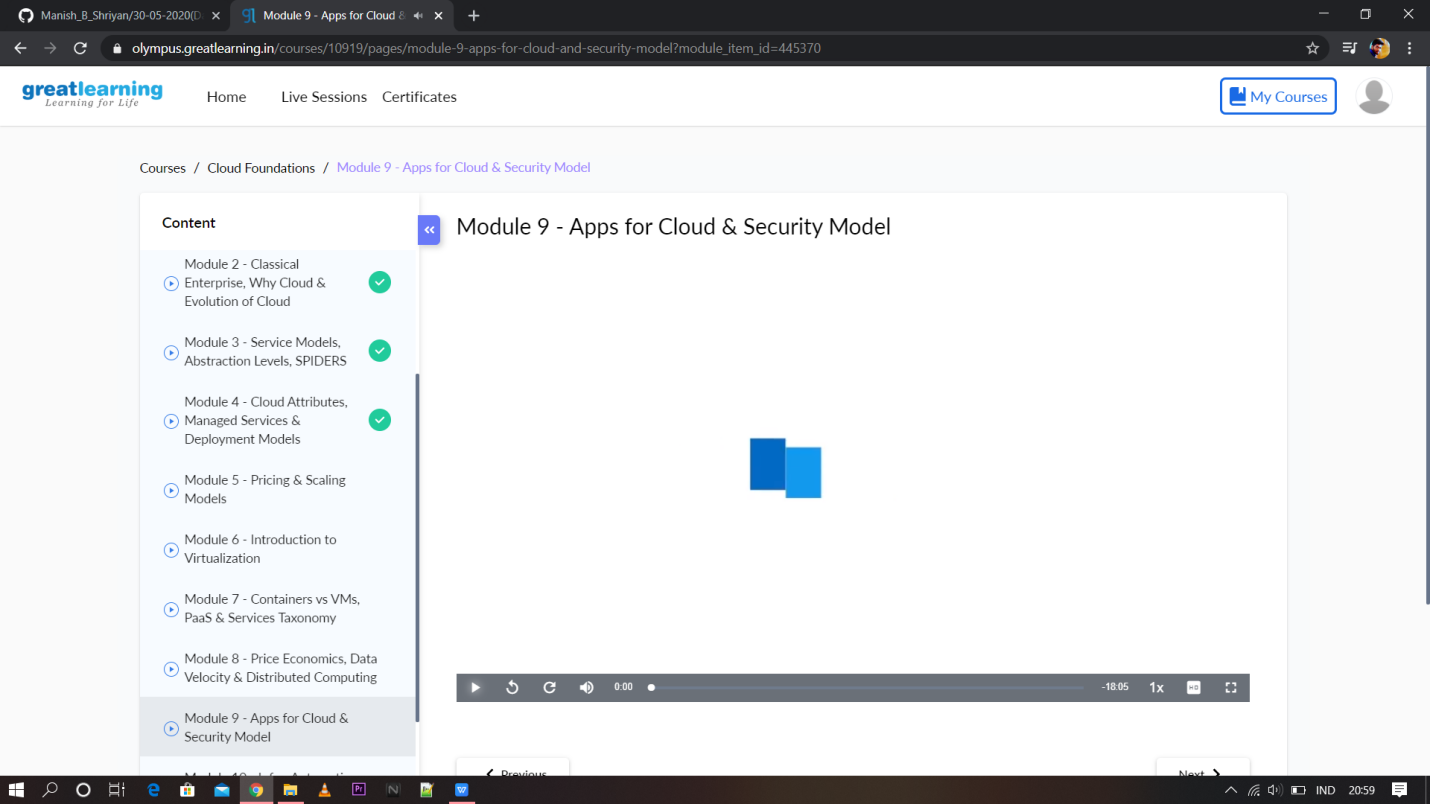 Manish_B_Shriyan/30-05-2020(D
Module 9 - Apps for Cloud &
olympus.greatlearning.in/courses/10919/pages/module-9-apps-for-cloud-and-security-model?module_item_id=445370
greatlearning
Learning for Life
Home
Live Sessions
Certificates
My Courses
Courses / Cloud Foundations / Module 9 - Apps for Cloud & Security Model
Content
Module 2 - Classical
Enterprise, Why Cloud &
Evolution of Cloud
Module 3 - Service Models,
Abstraction Levels, SPIDERS
Module 4 - Cloud Attributes,
Managed Services &
Deployment Models
Module 5 - Pricing & Scaling
Models
Module 6 - Introduction to
Virtualization
Module 7 - Containers vs VMs,
PaaS & Services Taxonomy
Module 8 - Price Economics, Data
Velocity & Distributed Computing
Module 9 - Apps for Cloud &
Security Model
Module 9 - Apps for Cloud & Security Model
0:00
-18:05
1x
HD
Previous
Next
IND
20:59